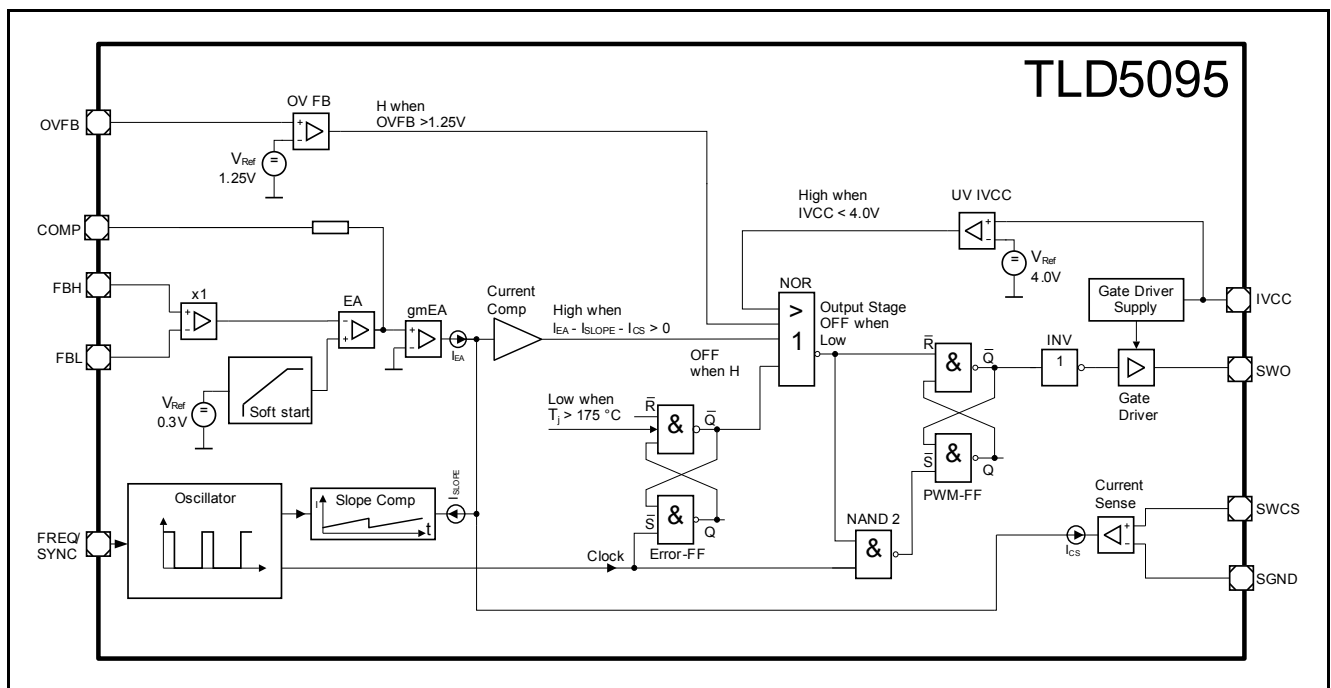 TLD5095
OV FB
H when
OVFB >1.25V
OVFB
+
-
VRef
1.25V
=
High when
IVCC < 4.0V
UV IVCC
+
-
=
VRef
4.0V
COMP
FBH
x1
+
-
FBL
EA
-
+
gmEA
+
-
IEA
Current
Comp
High when
IEA - ISLOPE - ICS > 0
NOR
>
1
Output Stage
OFF when
Low
OFF
when H
Gate Driver
Supply
IVCC
INV
1
SWO
Gate
Driver
VRef
0.3V
=
Soft start
Low when
Tj > 175 °C
R
&
Q
S
&
Q
Error-FF
R
&
Q
S
&
Q
PWM-FF
Oscillator
Slope Comp
I
t
ISLOPE
FREQ/
SYNC
Clock
NAND 2
&
Current
Sense
+
-
ICS
SWCS
SGND